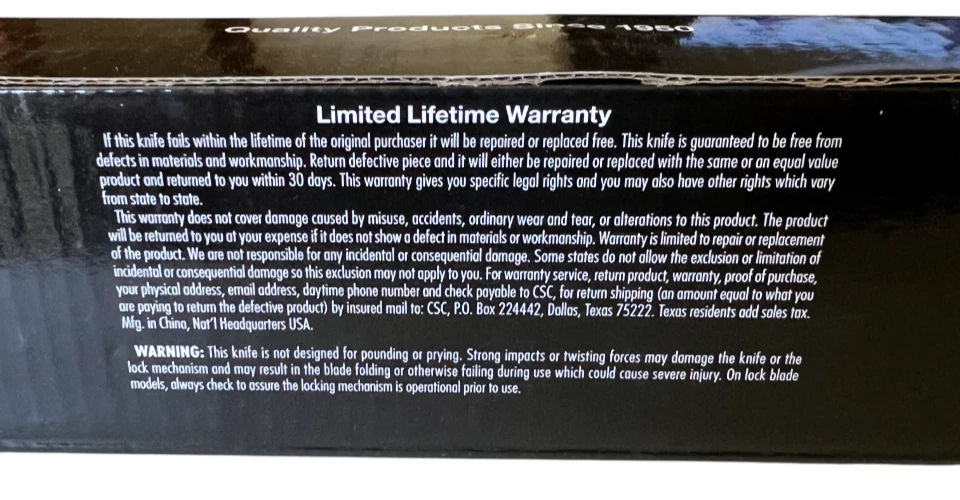 Quality Products Since 1980
Limited Lifetime Warranty
If this knife fails within the lifetime of the original purchaser it will be repaired or replaced free. This knife is guaranteed to be free from
defects in materials and workmanship. Return defective piece and it will either be repaired or replaced with the same or an equal value
product and returned to you within 30 days. This warranty gives you specific legal rights and you may also have other rights which vary
from state to state.
This warranty does not cover damage caused by misuse, accidents, ordinary wear and tear, or alterations to this product. The product
will be returned to you at your expense if it does not show a defect in materials or workmanship. Warranty is limited to repair or replacement
of the product. We are not responsible for any incidental or consequential damage. Some states do not allow the exclusion or limitation of
incidental or consequential damage so this exclusion may not apply to you. For warranty service, return product, warranty, proof of purchase,
your physical address, email address, daytime phone number and check payable to CSC, for return shipping (an amount equal to what you
are paying to return the defective product) by insured mail to: CSC, P.O. Box 224442, Dallas, Texas 75222. Texas residents add sales tax.
Mfg. in China, Nat'l Headquarters USA.
WARNING: This knife is not designed for pounding or prying. Strong impacts or twisting forces may damage the knife or the
lock mechanism and may result in the blade folding or otherwise failing during use which could cause severe injury. On lock blade
models, always check to assure the locking mechanism is operational prior to use.